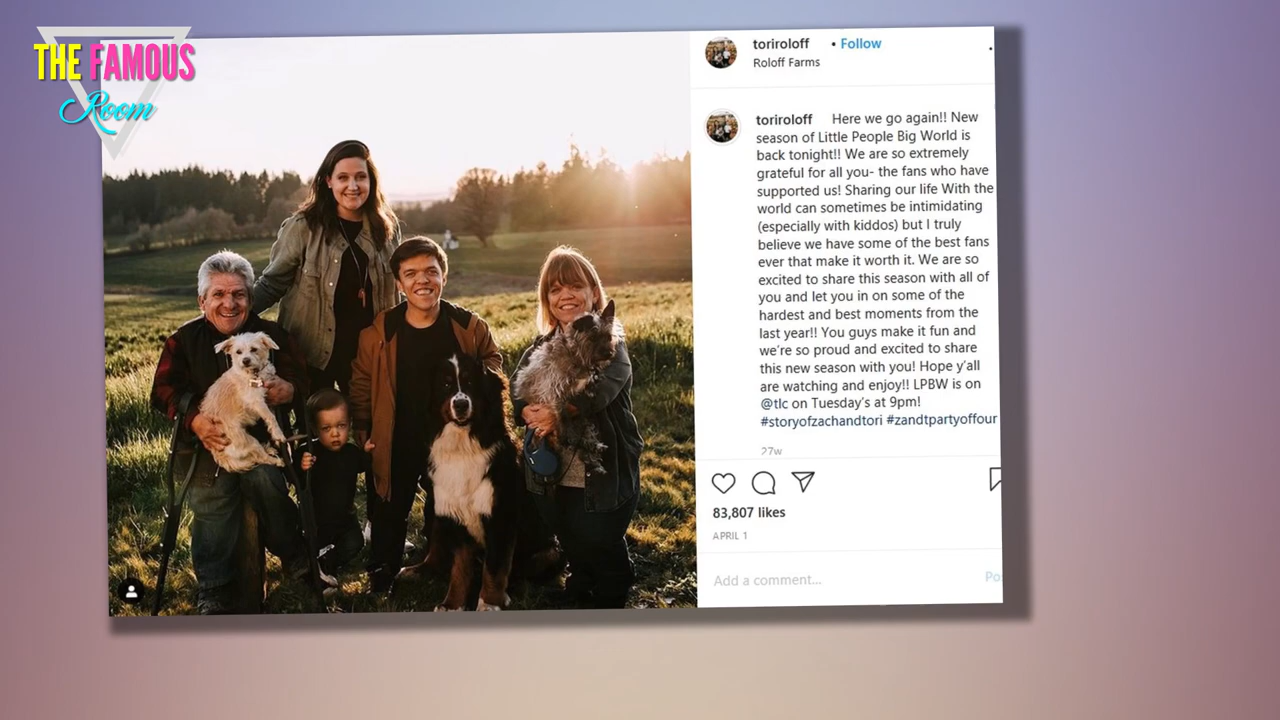 THE FAMOUS
Room
toriroloff • Follow
Roloff Farms
toriroloff Here we go again!! New
season of Little People Big World is
back tonight!! We are so extremely
grateful for all you- the fans who have
supported us! Sharing our life With the
world can sometimes be intimidating
(especially with kiddos) but I truly
believe we have some of the best fans
ever that make it worth it. We are so
excited to share this season with all of
you and let you in on some of the
hardest and best moments from the
last year!! You guys make it fun and
we're so proud and excited to share
this new season with you! Hope y'all
are watching and enjoy!! LPBW is on
@tlc on Tuesday's at 9pm!
#storyofzachandtori #zandtpartyoffour
27w
83,807 likes
APRIL 1
Add a comment...
Po